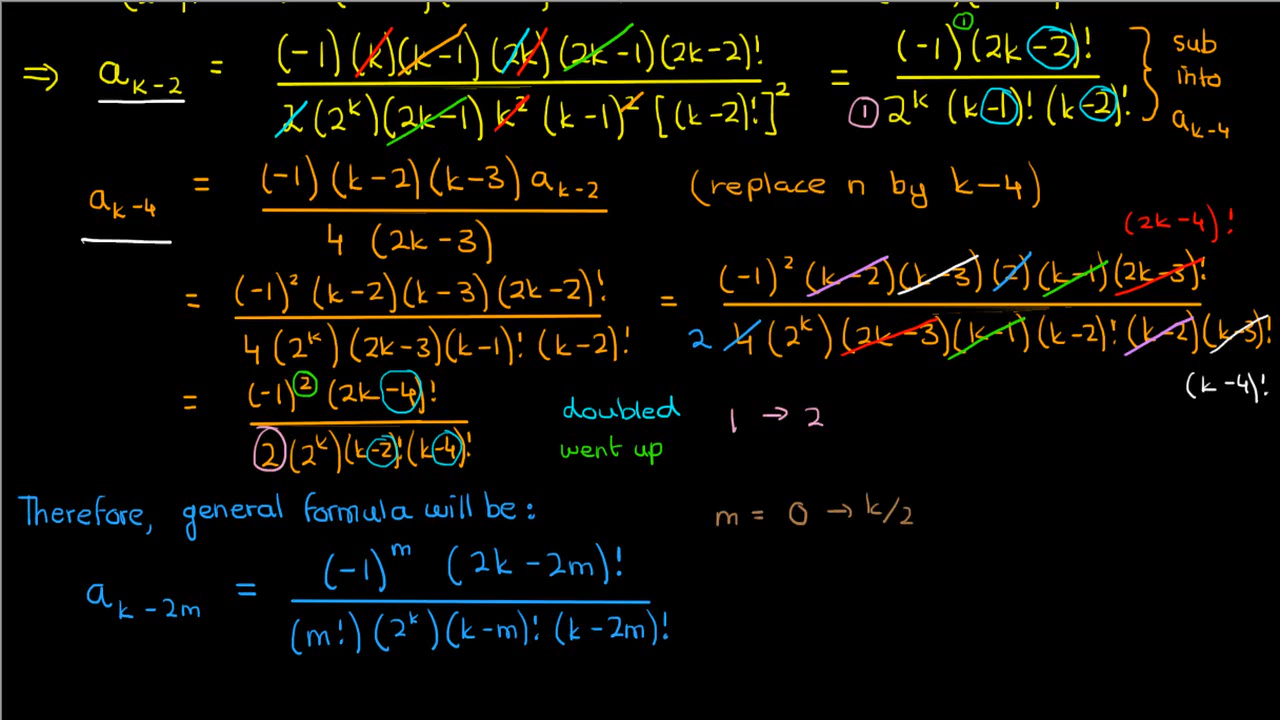 ⇒ a_{k-2} = (-1)(k)(k-1)(2k)(2k-1)(2k-2)! / 2(2^k)(2k-1) k^2 (k-1)^2 [(k-2)!]^2 = (-1)^① (2k-2)! / ① 2^k (k-1)! (k-2)! } sub into a_{k-4}
a_{k-4} = (-1)(k-2)(k-3) a_{k-2} / 4 (2k-3) (replace n by k-4)
(2k-4)!
= (-1)^2 (k-2)(k-3)(2k-2)! / 4(2^k)(2k-3)(k-1)! (k-2)! = (-1)^2 (k-2)(k-3)(2)(k-1)(2k-3)! / 2 4(2^k)(2k-3)(k-1)(k-2)! (k-2)(k-3)!
(k-4)!
= (-1)^② (2k-4)! / ②(2^k)(k-2)!(k-4)!
doubled 1 → 2
went up
Therefore, general formula will be:
m = 0 → k/2
a_{k-2m} = (-1)^m (2k-2m)! / (m!)(2^k)(k-m)! (k-2m)!